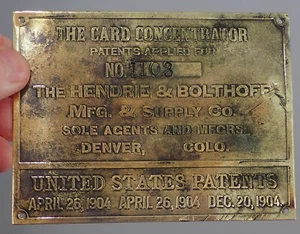 THE CARD CONCENTRATOR
PATENTS APPLIED FOR
NO. 1103
THE HENDRIE & BOLTHOFF
MFG. & SUPPLY CO.
SOLE AGENTS AND MFGRS.
DENVER, COLO.
UNITED STATES PATENTS
APRIL 26, 1904. APRIL 26, 1904. DEC. 20, 1904.